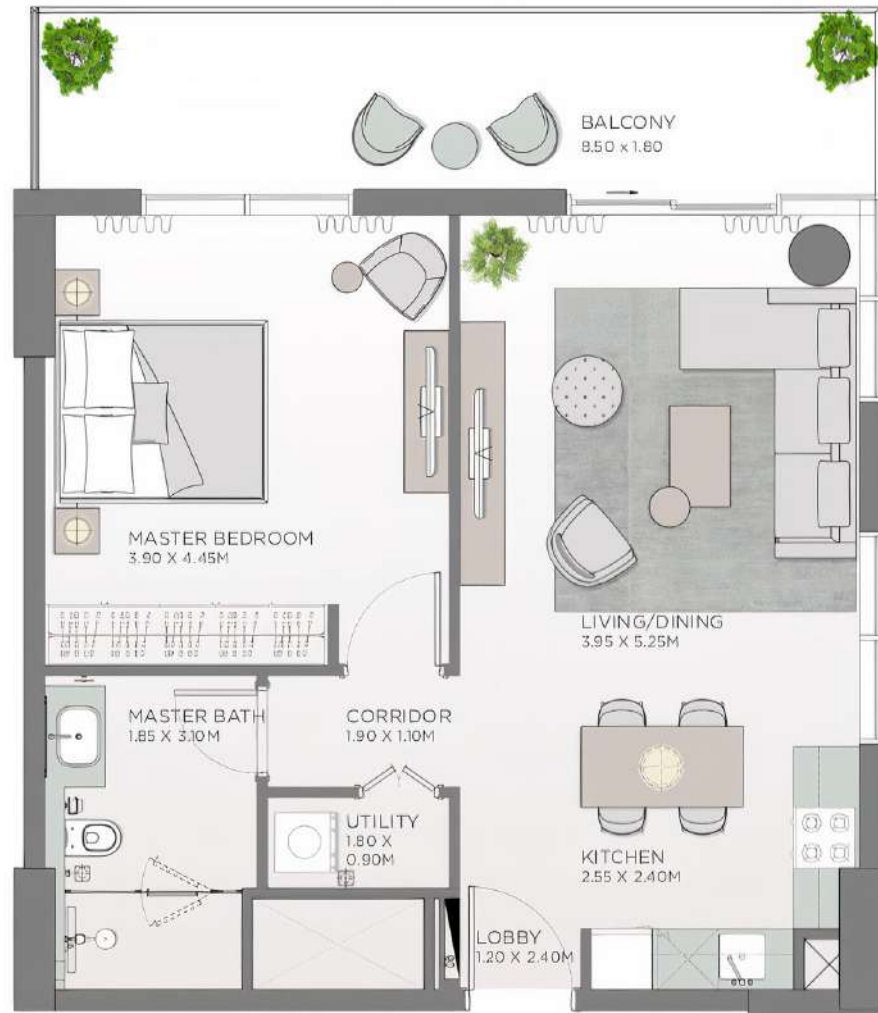 BALCONY
8.50 x 1.80
MASTER BEDROOM
3.90 X 4.45M
LIVING/DINING
3.95 X 5.25M
MASTER BATH
1.85 X 3.10M
CORRIDOR
1.90 X 1.10M
UTILITY
1.80 X
0.90M
KITCHEN
2.55 X 2.40M
LOBBY
1.20 X 2.40M